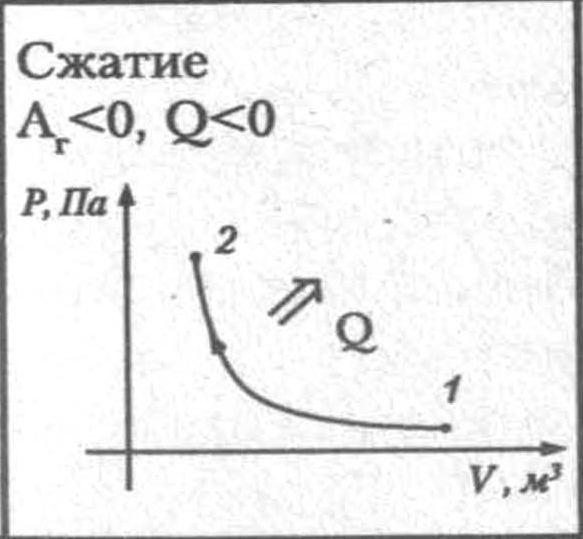 Сжатие
Aг<0, Q<0
P, Па
2
Q
1
V, м³